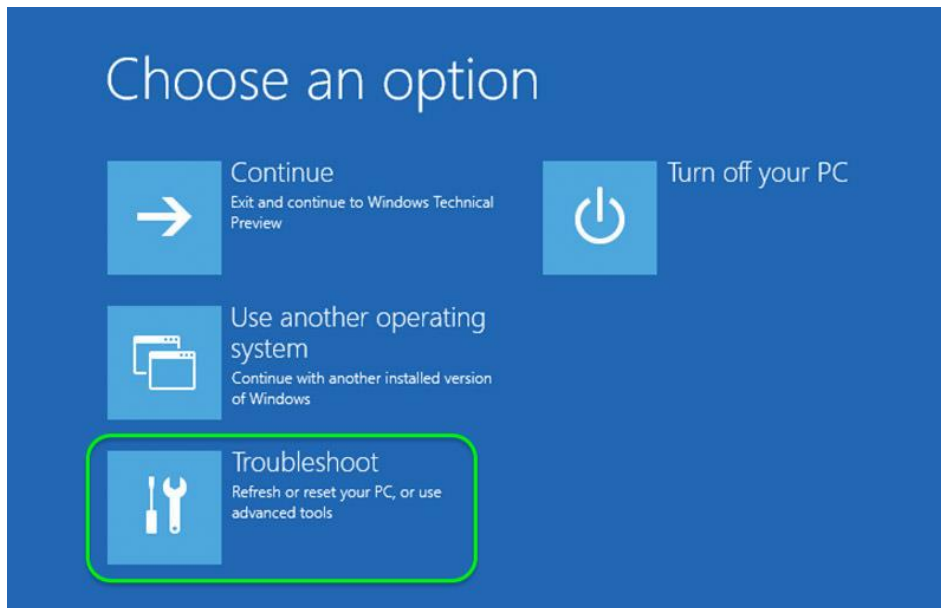 Choose an option
Continue
Exit and continue to Windows Technical
Preview
Turn off your PC
Use another operating
system
Continue with another installed version
of Windows
Troubleshoot
Refresh or reset your PC, or use
advanced tools